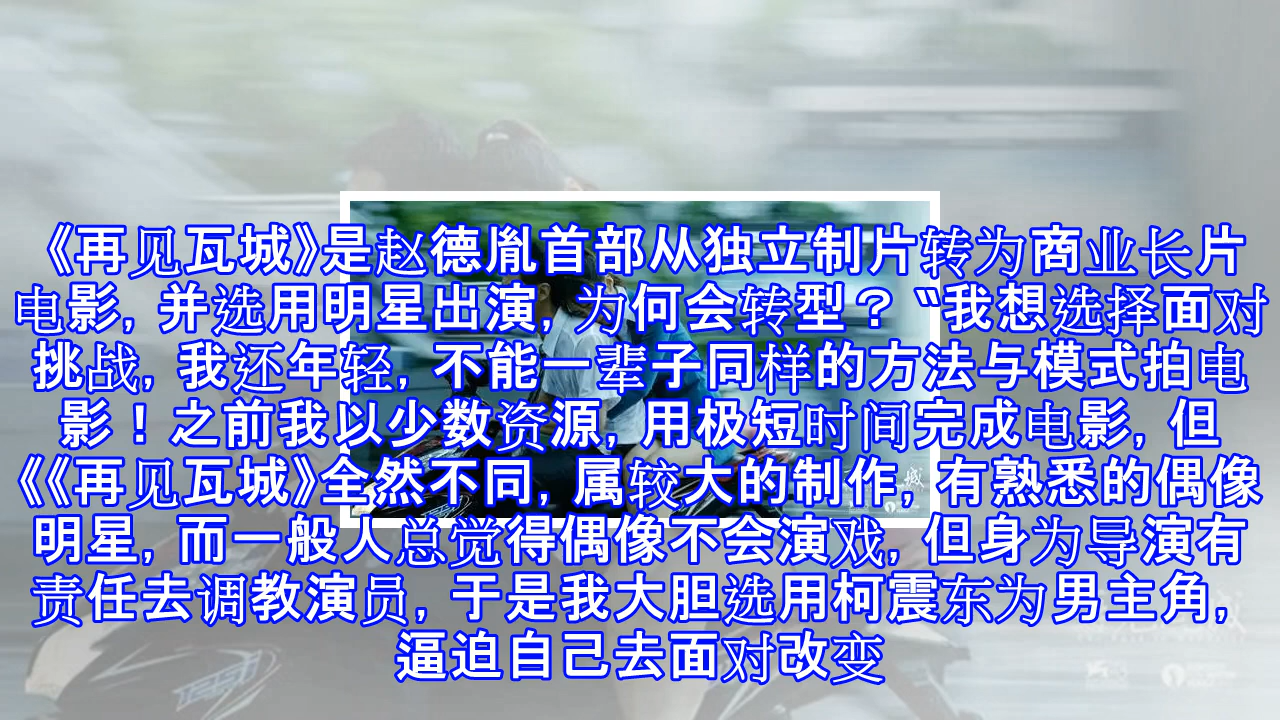 《再见瓦城》是赵德胤首部从独立制片转为商业长片
电影,并选用明星出演,为何会转型？“我想选择面对
挑战,我还年轻,不能一辈子同样的方法与模式拍电
影！之前我以少数资源,用极短时间完成电影,但
《《再见瓦城》全然不同,属较大的制作,有熟悉的偶像
明星,而一般人总觉得偶像不会演戏,但身为导演有
责任去调教演员,于是我大胆选用柯震东为男主角,
逼迫自己去面对改变
城
125i